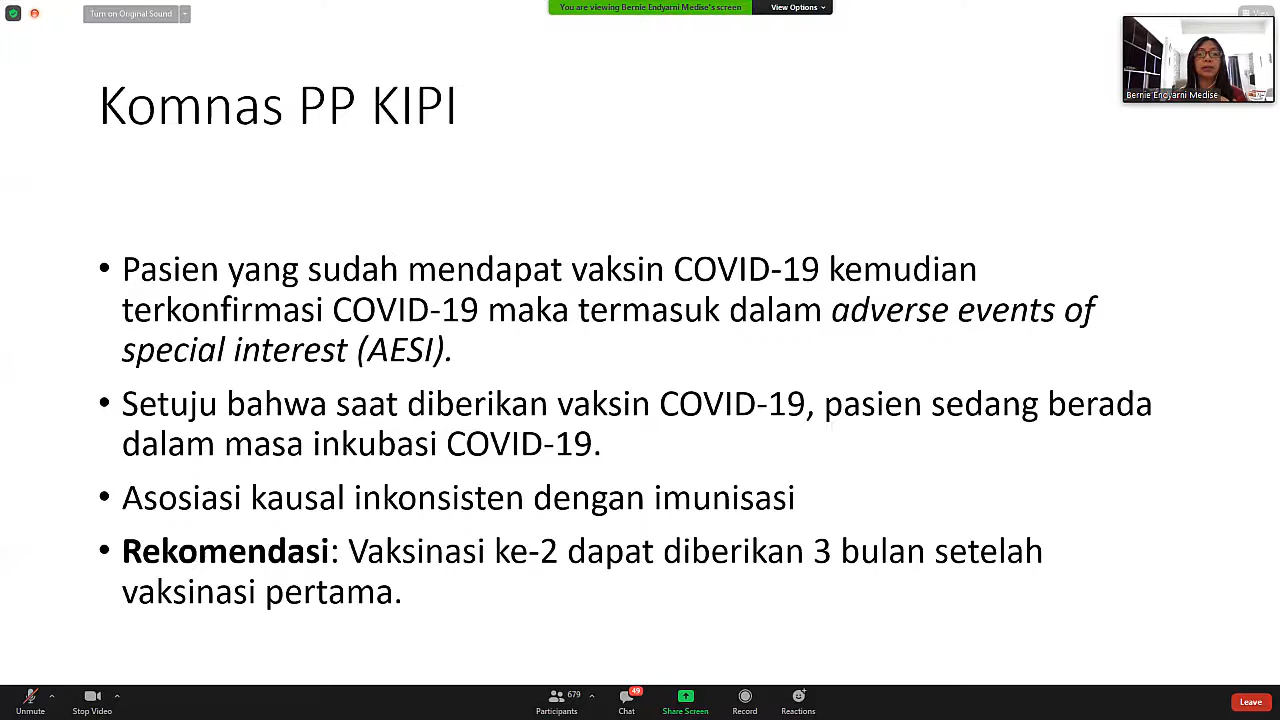 Turn on Original Sound
You are viewing Bernie Endyarni Medise's screen
View Options
View
Bernie Endyarni Medise
Komnas PP KIPI
• Pasien yang sudah mendapat vaksin COVID-19 kemudian
terkonfirmasi COVID-19 maka termasuk dalam adverse events of
special interest (AESI).
• Setuju bahwa saat diberikan vaksin COVID-19, pasien sedang berada
dalam masa inkubasi COVID-19.
• Asosiasi kausal inkonsisten dengan imunisasi
• Rekomendasi: Vaksinasi ke-2 dapat diberikan 3 bulan setelah
vaksinasi pertama.
Unmute
Stop Video
679
Participants
49
Chat
Share Screen
Record
Reactions
Leave